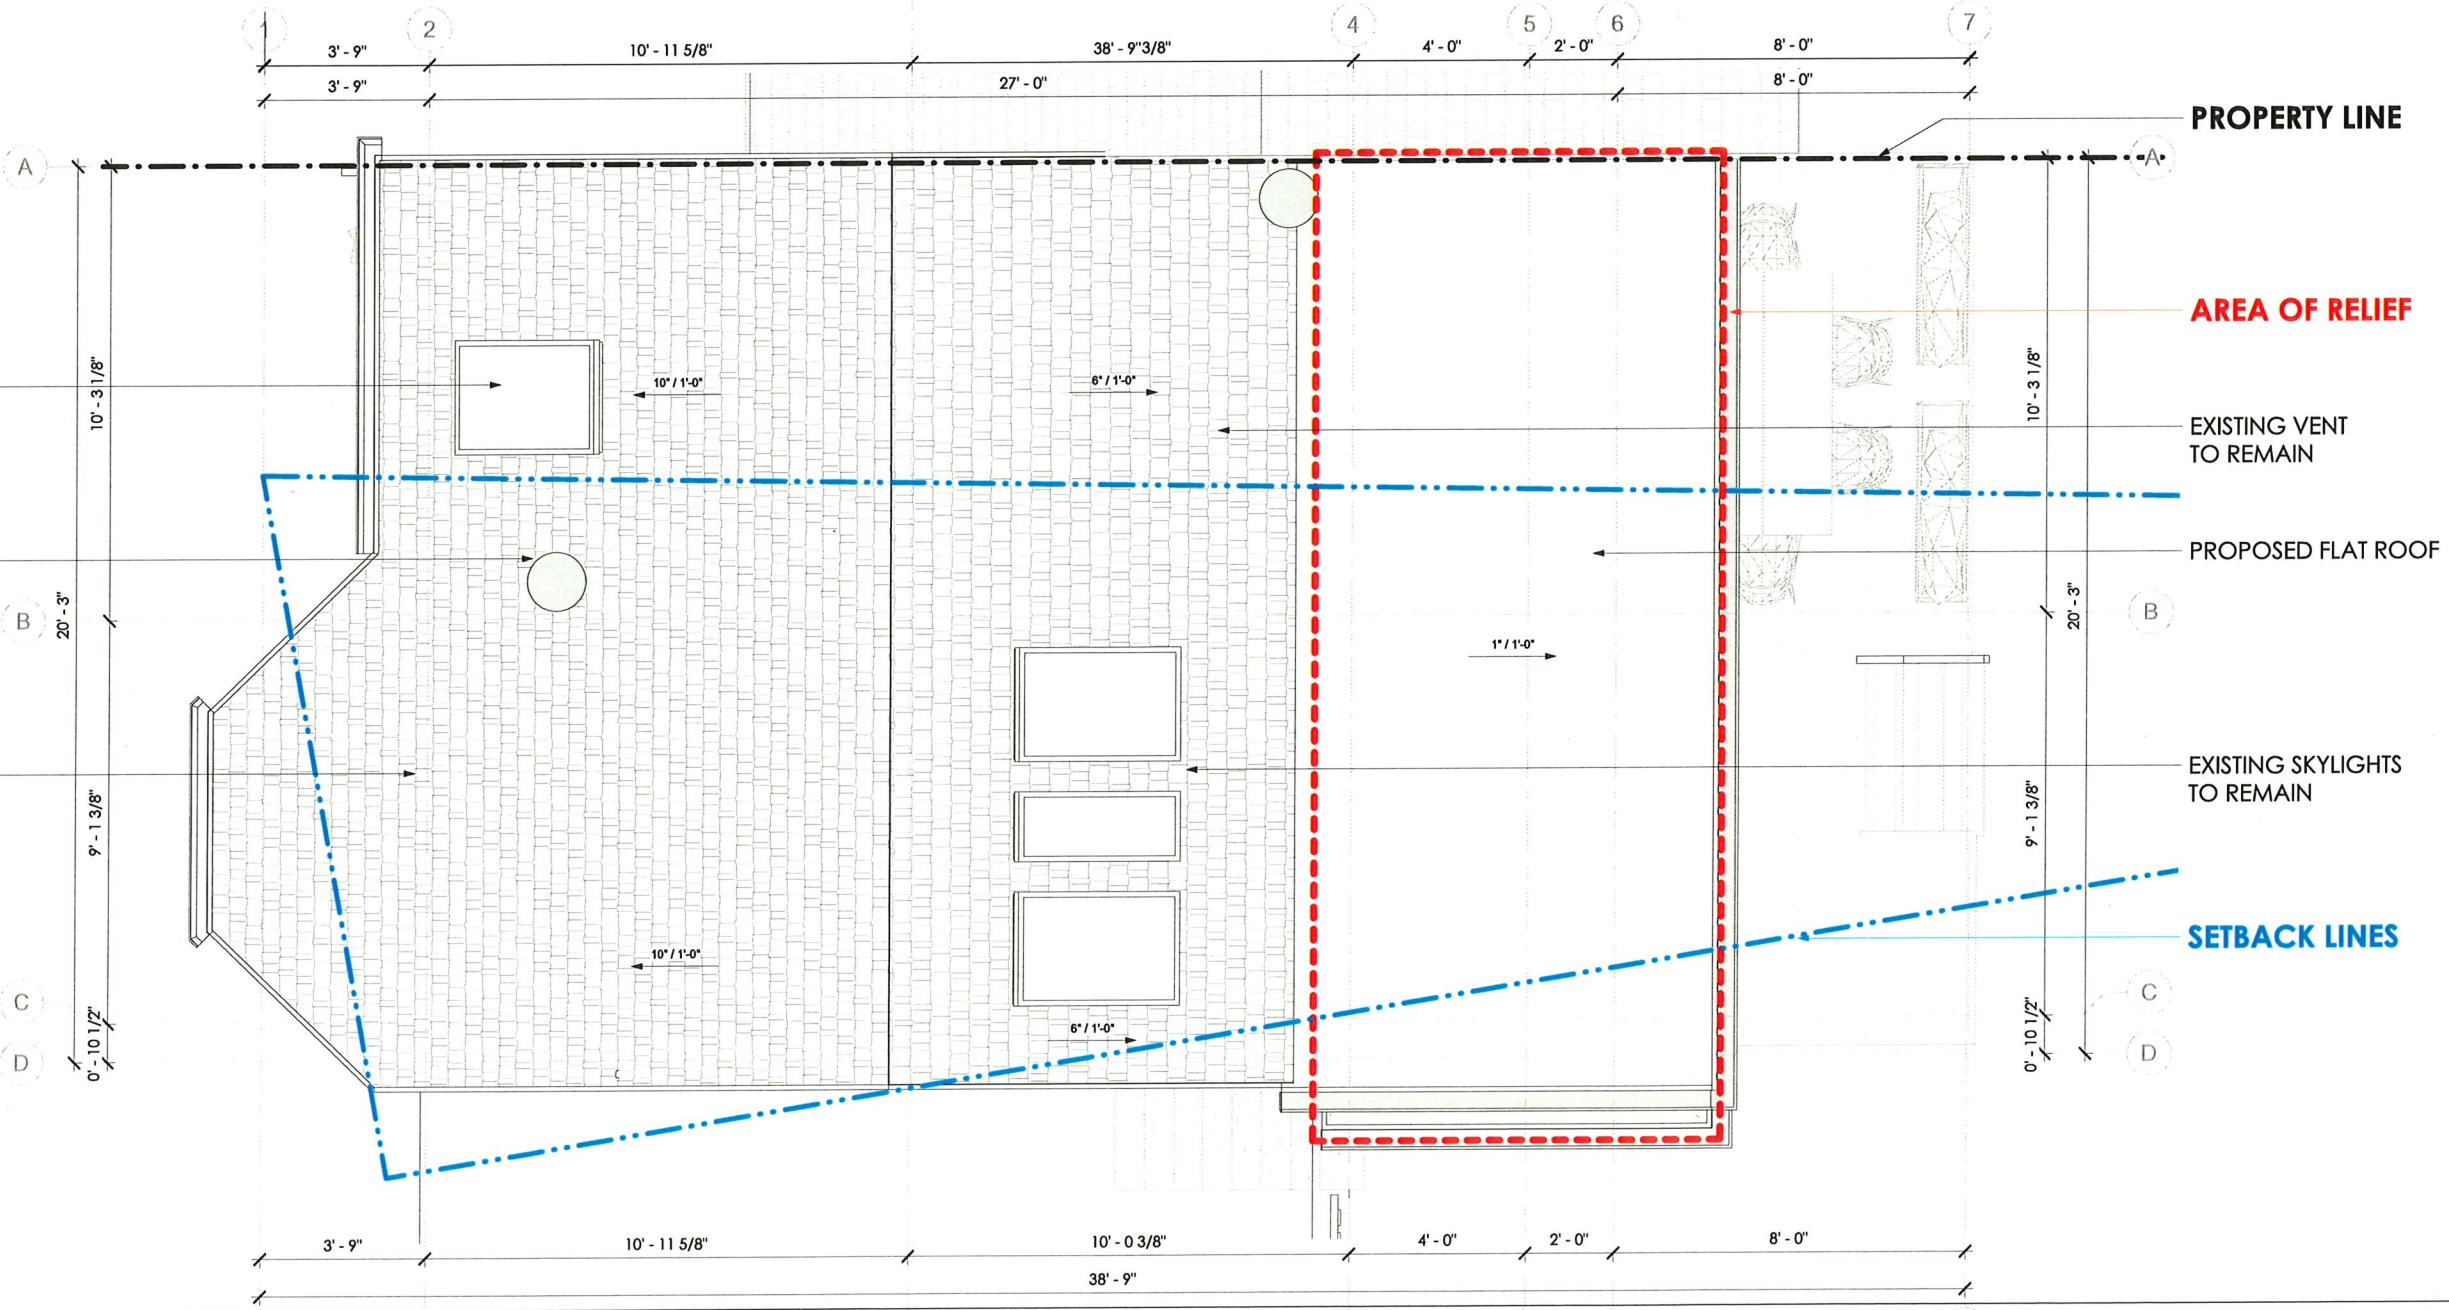 1
2
4
5
6
7
3' - 9"
10' - 11 5/8"
38' - 9"3/8"
4' - 0"
2' - 0"
8' - 0"
3' - 9"
27' - 0"
8' - 0"
PROPERTY LINE
A
A
AREA OF RELIEF
10' - 3 1/8"
10" / 1'-0"
6" / 1'-0"
10' - 3 1/8"
EXISTING VENT
TO REMAIN
PROPOSED FLAT ROOF
B
20' - 3"
20' - 3"
B
1" / 1'-0"
EXISTING SKYLIGHTS
TO REMAIN
9' - 1 3/8"
9' - 1 3/8"
SETBACK LINES
10" / 1'-0"
C
C
6" / 1'-0"
0' - 10 1/2"
0' - 10 1/2"
D
D
3' - 9"
10' - 11 5/8"
10' - 0 3/8"
4' - 0"
2' - 0"
8' - 0"
38' - 9"